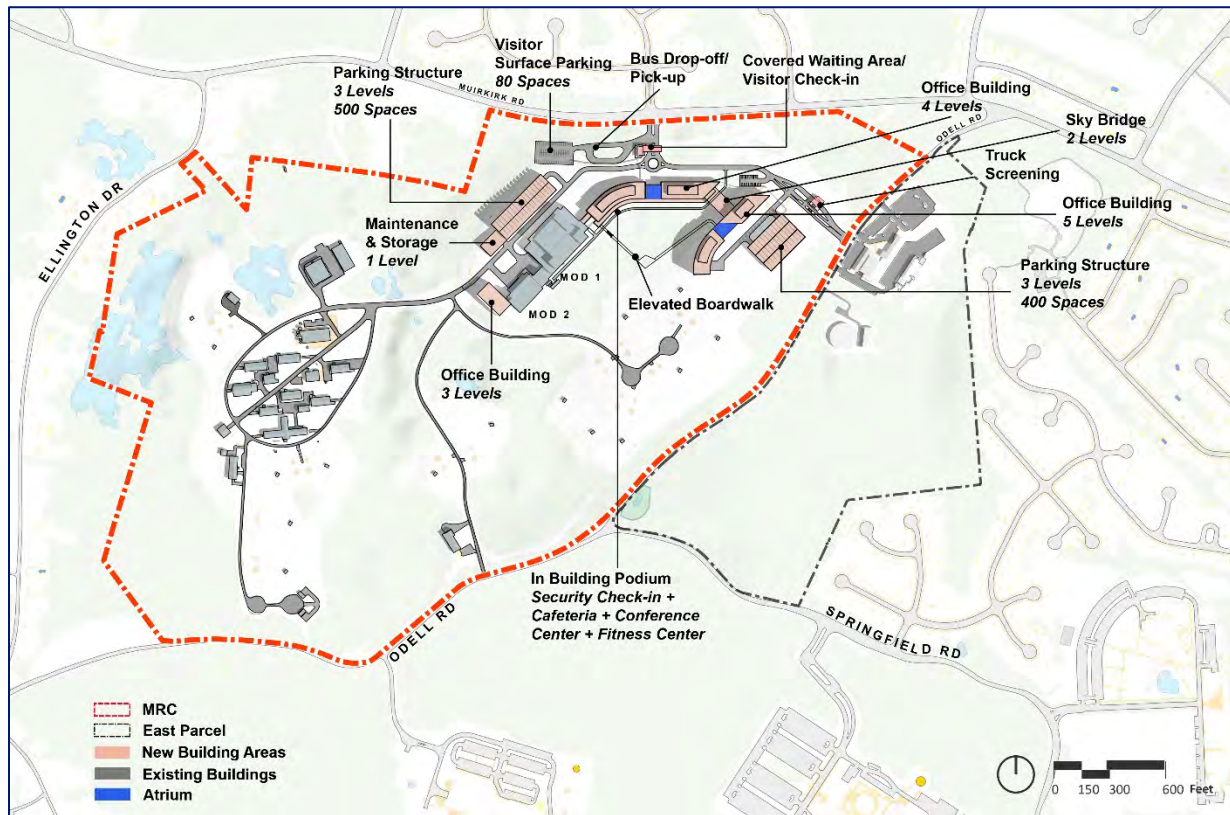 Visitor
Surface Parking
80 Spaces
Bus Drop-off/
Pick-up
Covered Waiting Area/
Visitor Check-in
Parking Structure
3 Levels
500 Spaces
MUIRKIRK RD
Office Building
4 Levels
ODELL RD
Sky Bridge
2 Levels
Truck
Screening
Office Building
5 Levels
ELLINGTON DR
Maintenance
& Storage
1 Level
MOD 1
MOD 2
Elevated Boardwalk
Parking Structure
3 Levels
400 Spaces
Office Building
3 Levels
In Building Podium
Security Check-in +
Cafeteria + Conference
Center + Fitness Center
ODELL RD
SPRINGFIELD RD
MRC
East Parcel
New Building Areas
Existing Buildings
Atrium
0 150 300 600 Feet